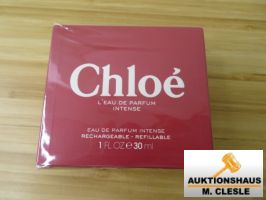 Chloé
L'EAU DE PARFUM
INTENSE
EAU DE PARFUM INTENSE
RECHARGEABLE - REFILLABLE
1 FL OZ ℮ 30 ml
AUKTIONSHAUS
M. CLESLE